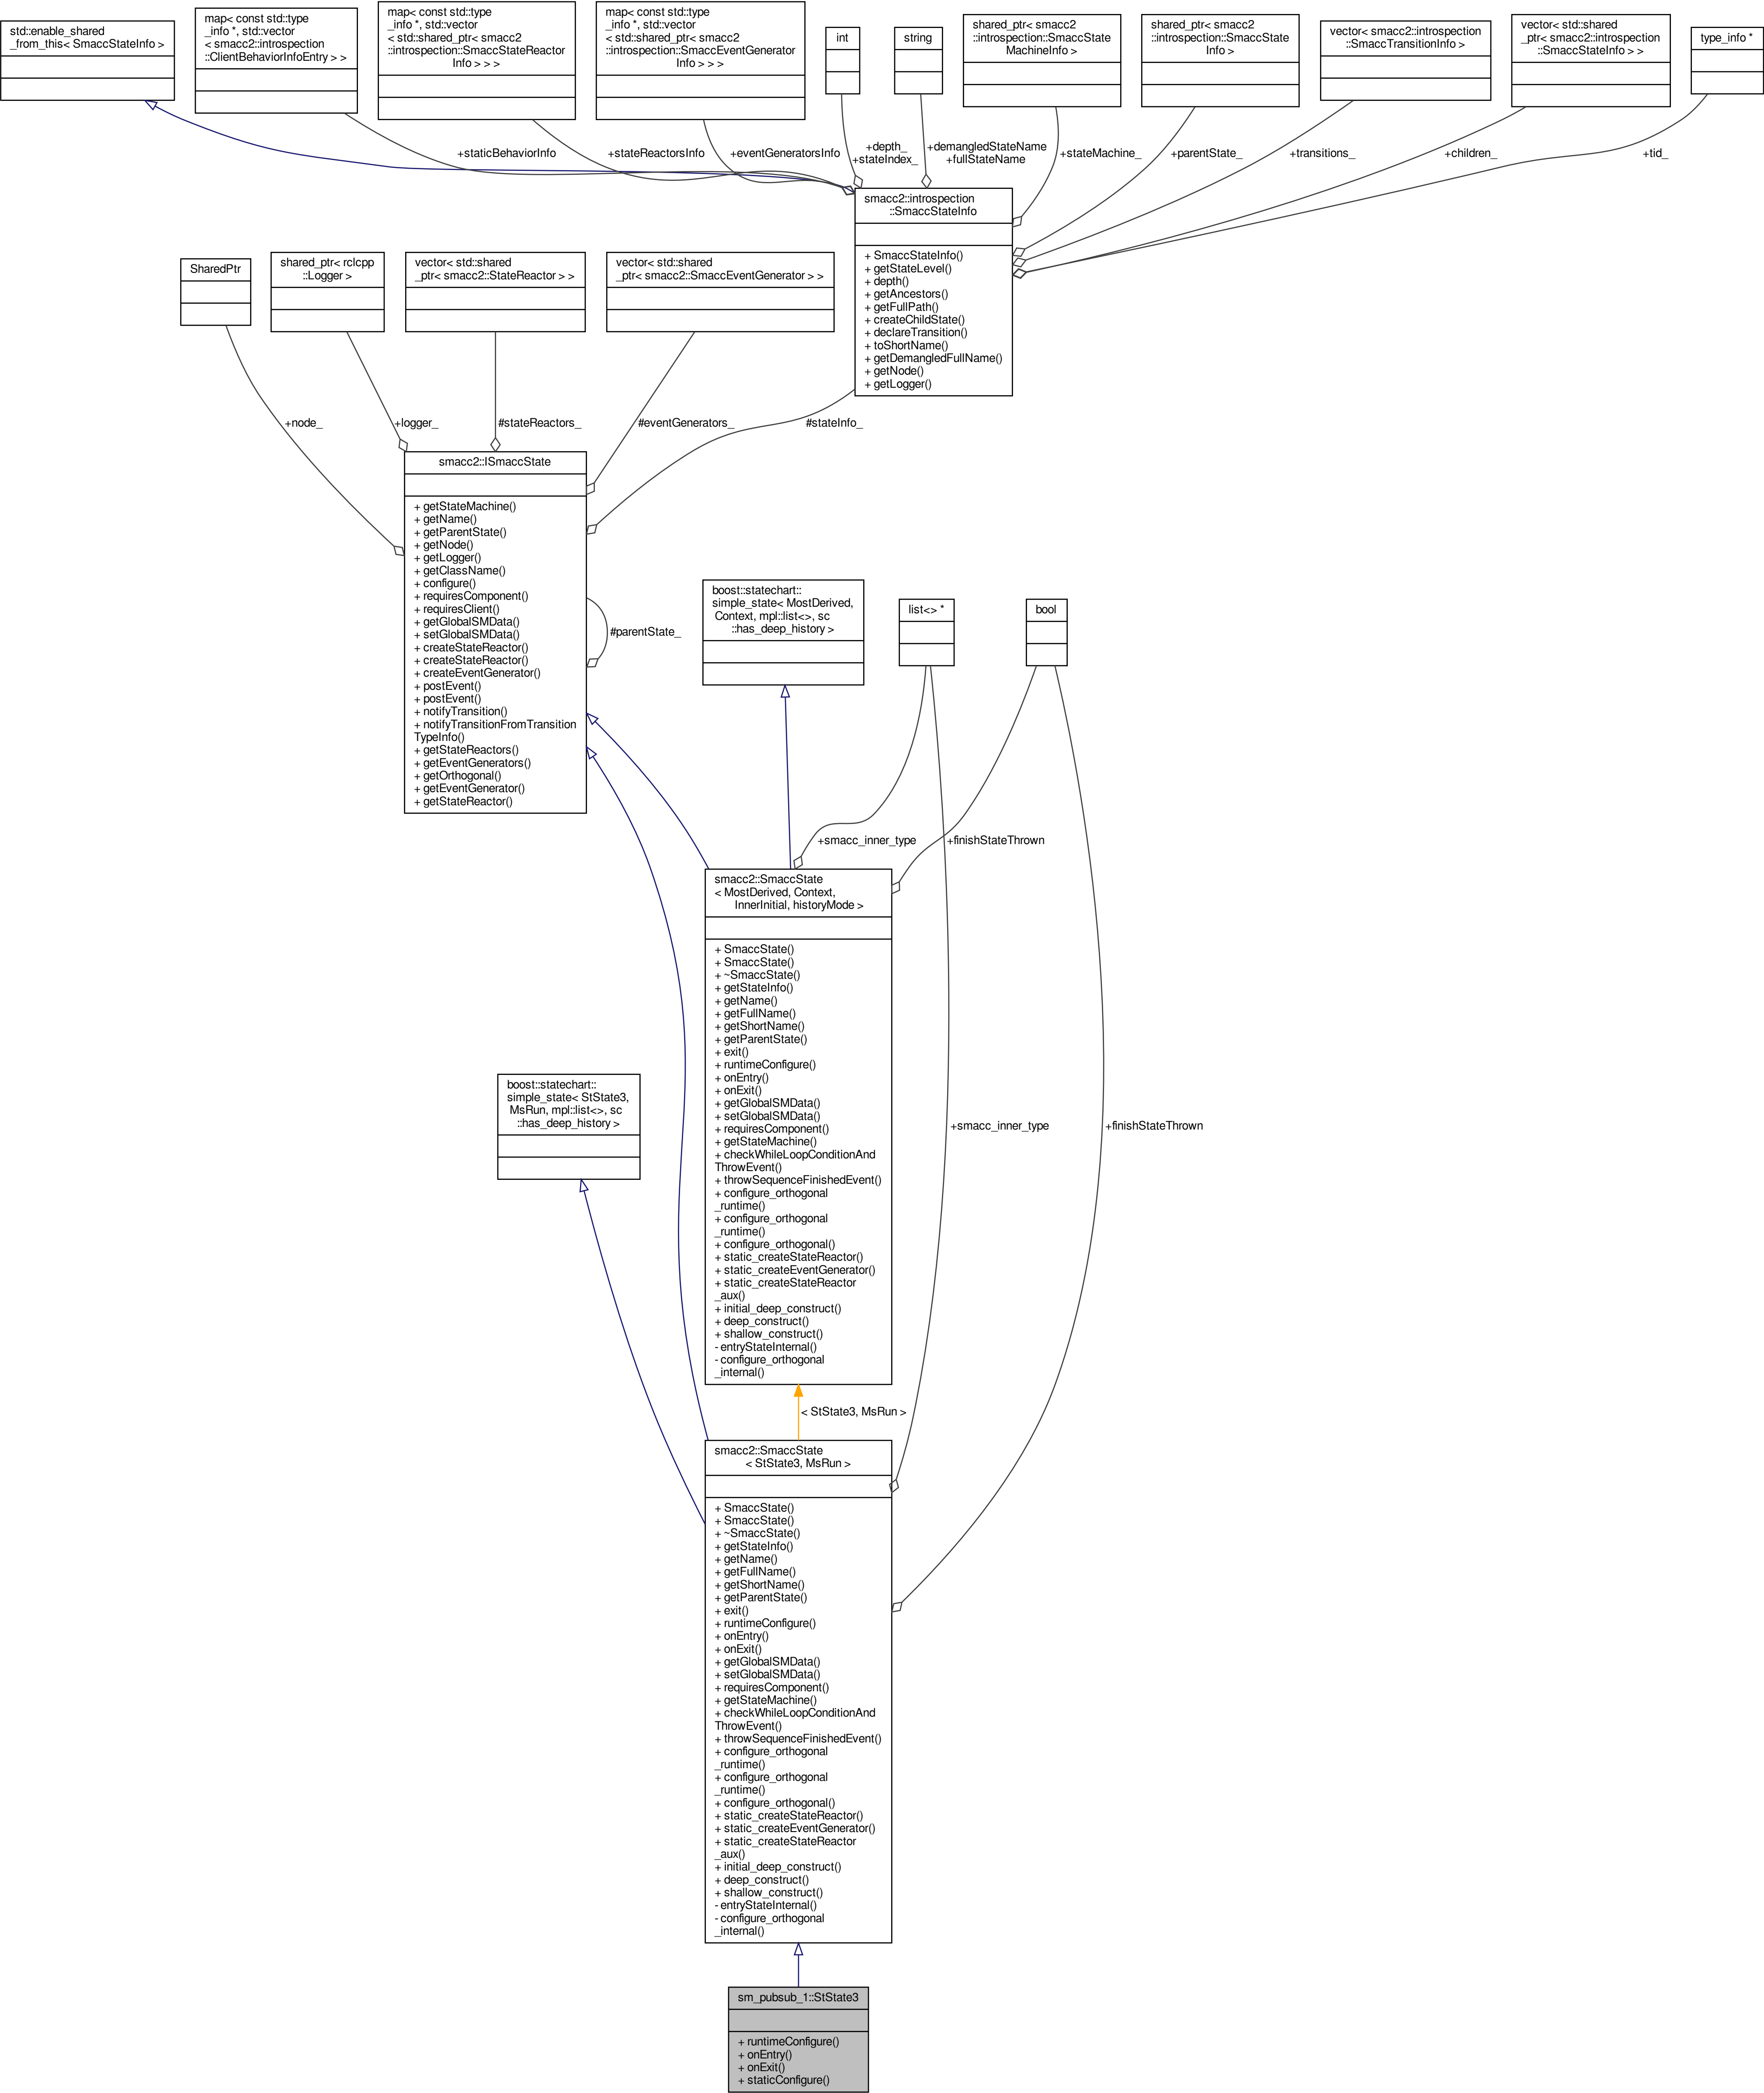 std::enable_shared
_from_this< SmaccStateInfo >
map< const std::type
_info *, std::vector
< smacc2::introspection
::ClientBehaviorInfoEntry > >
map< const std::type
_info *, std::vector
< std::shared_ptr< smacc2
::introspection::SmaccStateReactor
Info > > >
map< const std::type
_info *, std::vector
< std::shared_ptr< smacc2
::introspection::SmaccEventGenerator
Info > > >
int
string
shared_ptr< smacc2
::introspection::SmaccState
MachineInfo >
shared_ptr< smacc2
::introspection::SmaccState
Info >
vector< smacc2::introspection
::SmaccTransitionInfo >
vector< std::shared
_ptr< smacc2::introspection
::SmaccStateInfo > >
type_info *
+staticBehaviorInfo
+stateReactorsInfo
+eventGeneratorsInfo
+depth_
+stateIndex_
+demangledStateName
+fullStateName
+stateMachine_
+parentState_
+transitions_
+children_
+tid_
smacc2::introspection
::SmaccStateInfo
+ SmaccStateInfo()
+ getStateLevel()
+ depth()
+ getAncestors()
+ getFullPath()
+ createChildState()
+ declareTransition()
+ toShortName()
+ getDemangledFullName()
+ getNode()
+ getLogger()
SharedPtr
shared_ptr< rclcpp
::Logger >
vector< std::shared
_ptr< smacc2::StateReactor > >
vector< std::shared
_ptr< smacc2::SmaccEventGenerator > >
+node_
+logger_
#stateReactors_
#eventGenerators_
#stateInfo_
smacc2::ISmaccState
+ getStateMachine()
+ getName()
+ getParentState()
+ getNode()
+ getLogger()
+ getClassName()
+ configure()
+ requiresComponent()
+ requiresClient()
+ getGlobalSMData()
+ setGlobalSMData()
+ createStateReactor()
+ createStateReactor()
+ createEventGenerator()
+ postEvent()
+ postEvent()
+ notifyTransition()
+ notifyTransitionFromTransition
TypeInfo()
+ getStateReactors()
+ getEventGenerators()
+ getOrthogonal()
+ getEventGenerator()
+ getStateReactor()
#parentState_
boost::statechart::
simple_state< MostDerived,
Context, mpl::list<>, sc
::has_deep_history >
list<> *
bool
+smacc_inner_type
+finishStateThrown
smacc2::SmaccState
< MostDerived, Context,
InnerInitial, historyMode >
+ SmaccState()
+ SmaccState()
+ ~SmaccState()
+ getStateInfo()
+ getName()
+ getFullName()
+ getShortName()
+ getParentState()
+ exit()
+ runtimeConfigure()
+ onEntry()
+ onExit()
+ getGlobalSMData()
+ setGlobalSMData()
+ requiresComponent()
+ getStateMachine()
+ checkWhileLoopConditionAnd
ThrowEvent()
+ throwSequenceFinishedEvent()
+ configure_orthogonal
_runtime()
+ configure_orthogonal
_runtime()
+ configure_orthogonal()
+ static_createStateReactor()
+ static_createEventGenerator()
+ static_createStateReactor
_aux()
+ initial_deep_construct()
+ deep_construct()
+ shallow_construct()
- entryStateInternal()
- configure_orthogonal
_internal()
boost::statechart::
simple_state< StState3,
MsRun, mpl::list<>, sc
::has_deep_history >
+smacc_inner_type
+finishStateThrown
< StState3, MsRun >
smacc2::SmaccState
< StState3, MsRun >
+ SmaccState()
+ SmaccState()
+ ~SmaccState()
+ getStateInfo()
+ getName()
+ getFullName()
+ getShortName()
+ getParentState()
+ exit()
+ runtimeConfigure()
+ onEntry()
+ onExit()
+ getGlobalSMData()
+ setGlobalSMData()
+ requiresComponent()
+ getStateMachine()
+ checkWhileLoopConditionAnd
ThrowEvent()
+ throwSequenceFinishedEvent()
+ configure_orthogonal
_runtime()
+ configure_orthogonal
_runtime()
+ configure_orthogonal()
+ static_createStateReactor()
+ static_createEventGenerator()
+ static_createStateReactor
_aux()
+ initial_deep_construct()
+ deep_construct()
+ shallow_construct()
- entryStateInternal()
- configure_orthogonal
_internal()
sm_pubsub_1::StState3
+ runtimeConfigure()
+ onEntry()
+ onExit()
+ staticConfigure()